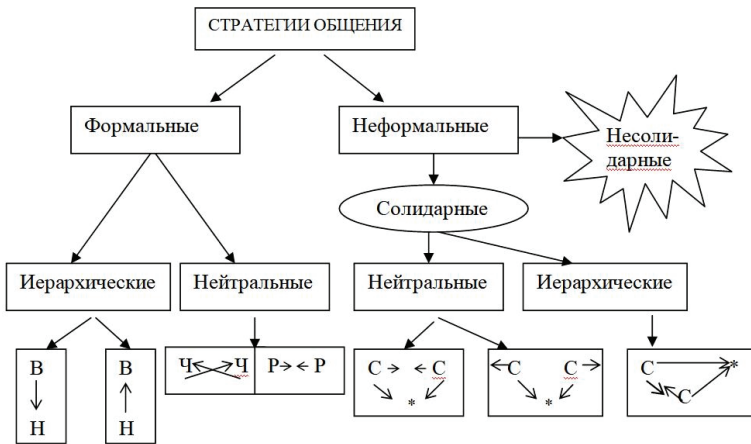 СТРАТЕГИИ ОБЩЕНИЯ
Формальные
Неформальные
Несоли-
дарные
Солидарные
Иерархические
Нейтральные
Нейтральные
Иерархические
В
Н
В
Н
Ч Ч
Р Р
С С
*
С С
*
С *
С